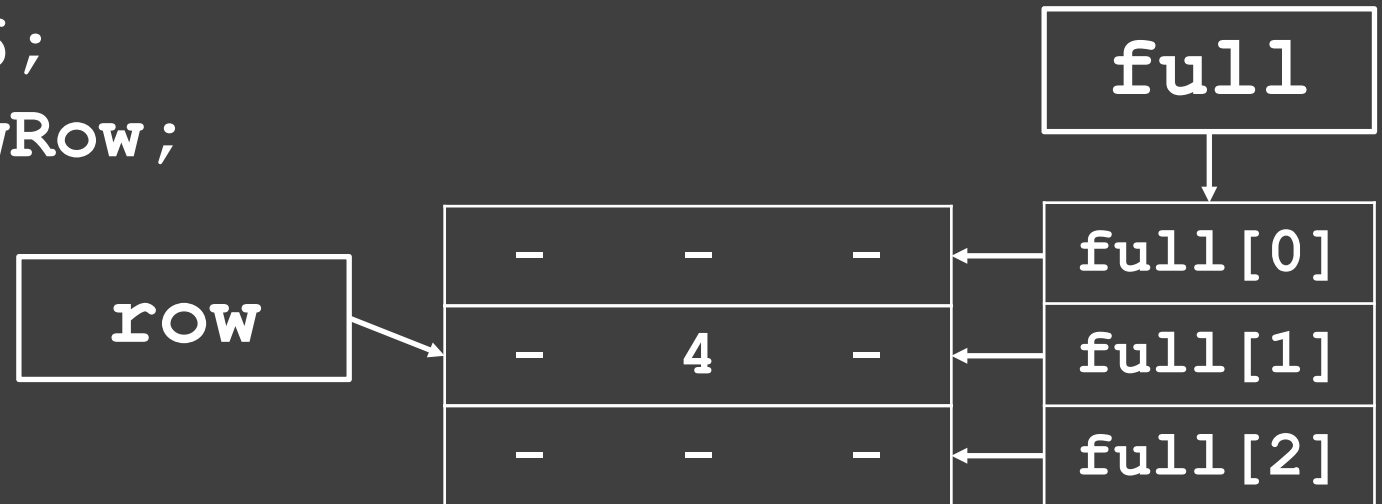 ;
Row;
full
full[0]
- - -
row
full[1]
- 4 -
full[2]
- - -